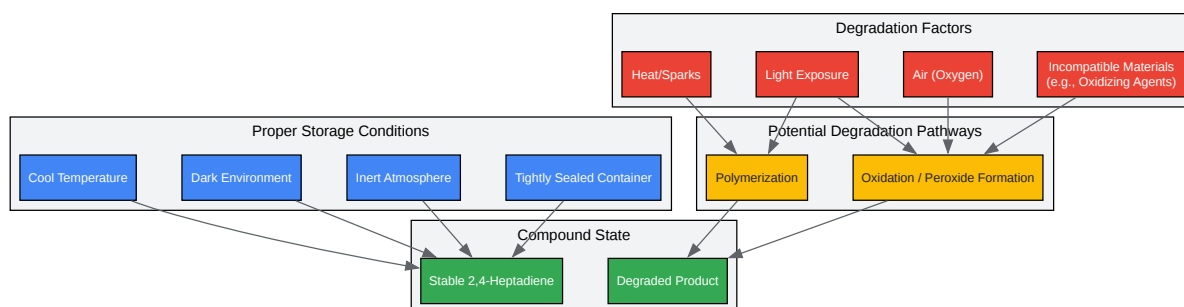 Degradation Factors
Heat/Sparks
Light Exposure
Air (Oxygen)
Incompatible Materials
(e.g., Oxidizing Agents)
Proper Storage Conditions
Cool Temperature
Dark Environment
Inert Atmosphere
Tightly Sealed Container
Potential Degradation Pathways
Polymerization
Oxidation / Peroxide Formation
Compound State
Stable 2,4-Heptadiene
Degraded Product